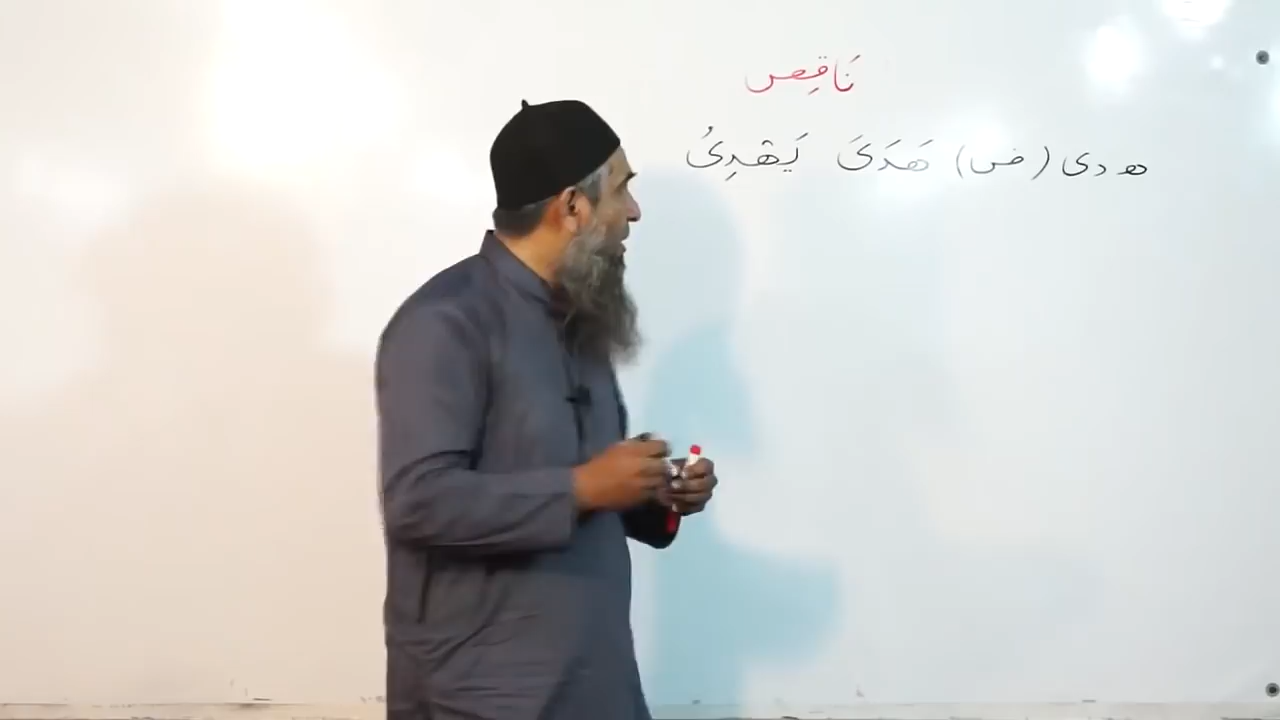 نَاقِص
ه د ی (ض) هَدَیَ یَهْدِیُ